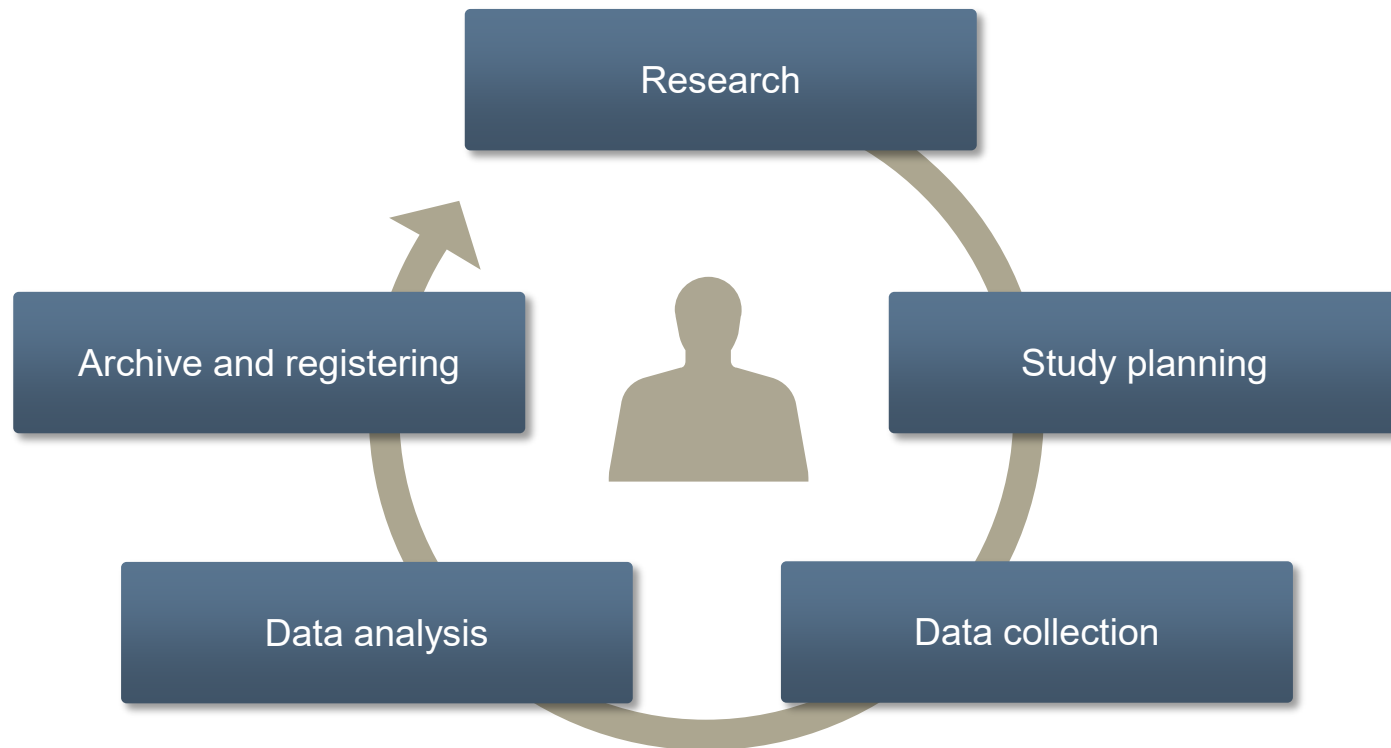 Research
Study planning
Data collection
Data analysis
Archive and registering